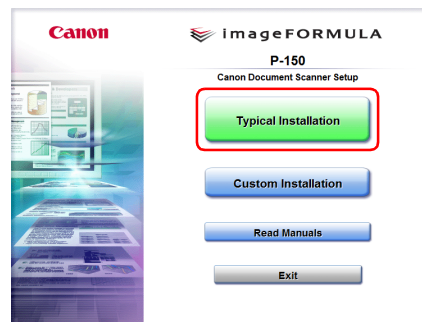 Canon
imageFORMULA
P-150
Canon Document Scanner Setup
Typical Installation
Custom Installation
Read Manuals
Exit